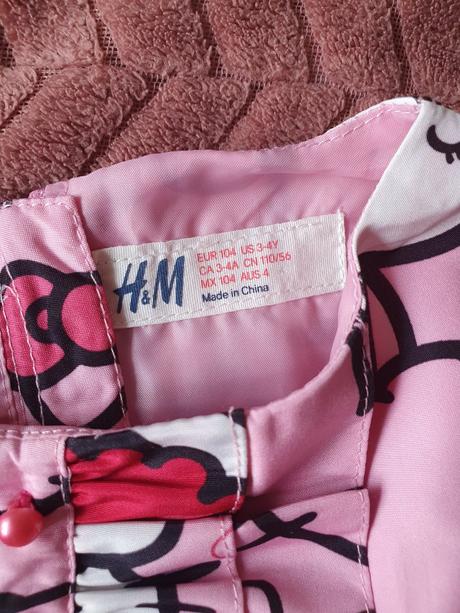 H&M
EUR 104 US 3-4Y
CA 3-4A CN 110/56
MX 104 AUS 4
Made in China